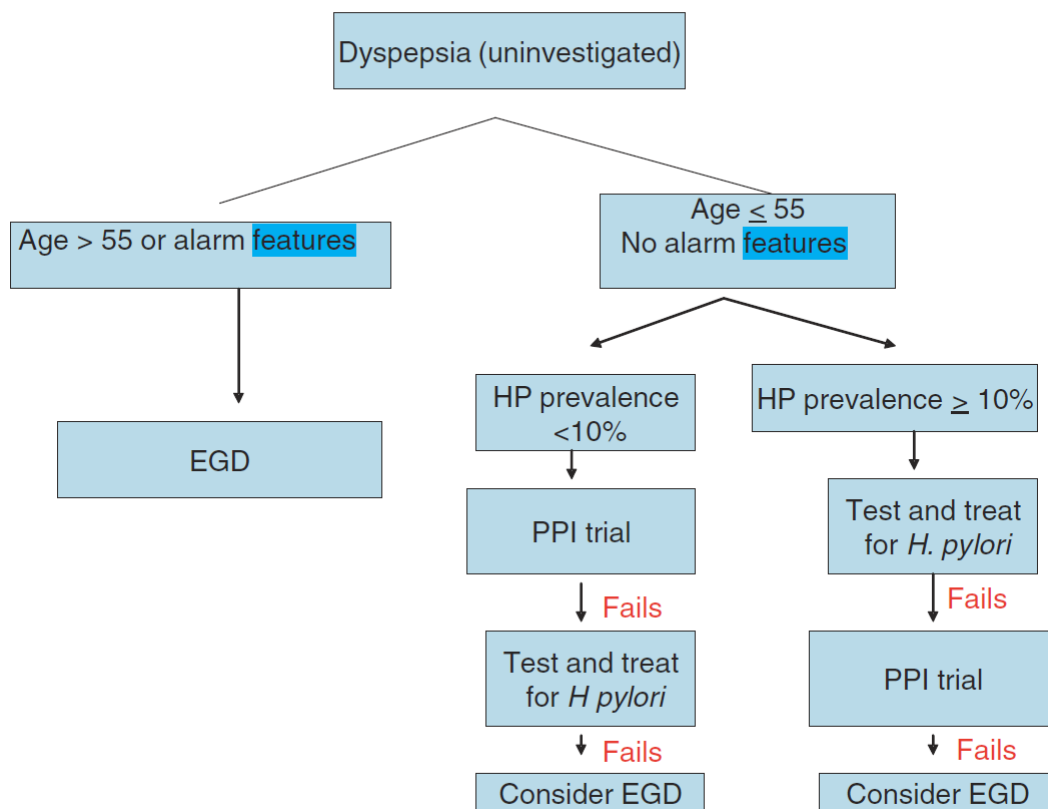 Dyspepsia (uninvestigated)
Age > 55 or alarm features
Age ≤ 55
No alarm features
EGD
HP prevalence
<10%
PPI trial
Fails
Test and treat
for H pylori
Fails
Consider EGD
HP prevalence ≥ 10%
Test and treat
for H. pylori
Fails
PPI trial
Fails
Consider EGD